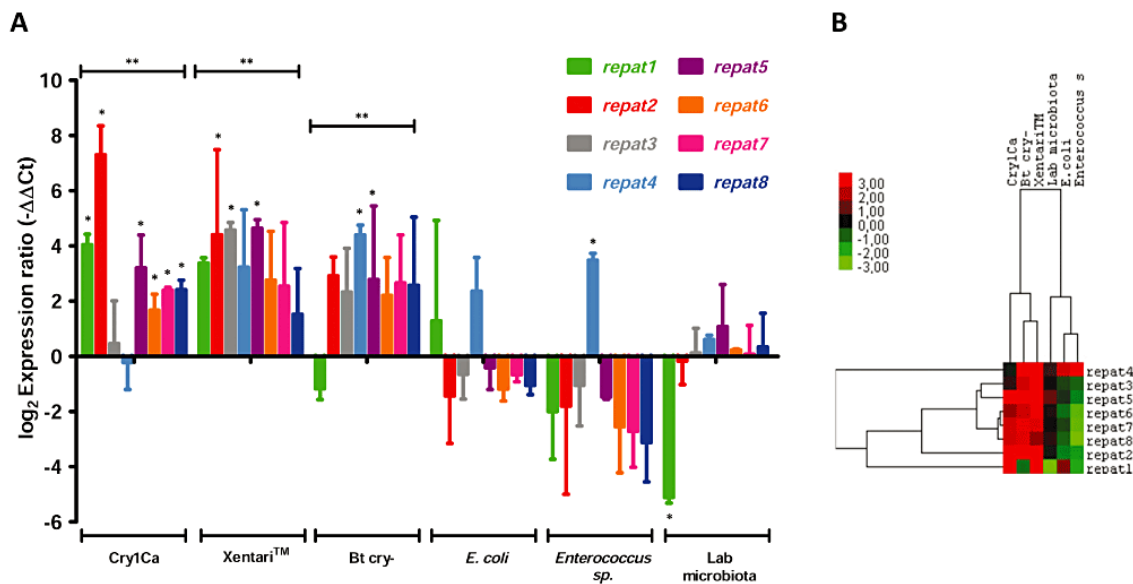 A
B
log2 Expression ratio (-ΔΔCt)
10
8
6
4
2
0
-2
-4
-6
**
**
**
*
*
*
*
*
*
*
*
*
*
*
*
*
repat1
repat2
repat3
repat4
repat5
repat6
repat7
repat8
Cry1Ca
Xentari™
Bt cry-
E. coli
Enterococcus
sp.
Lab
microbiota
Cry1Ca
Bt cry-
XentariTM
Lab microbiota
E.coli
Enterococcus s
3,00
2,00
1,00
0,00
-1,00
-2,00
-3,00
repat4
repat3
repat5
repat6
repat7
repat8
repat2
repat1